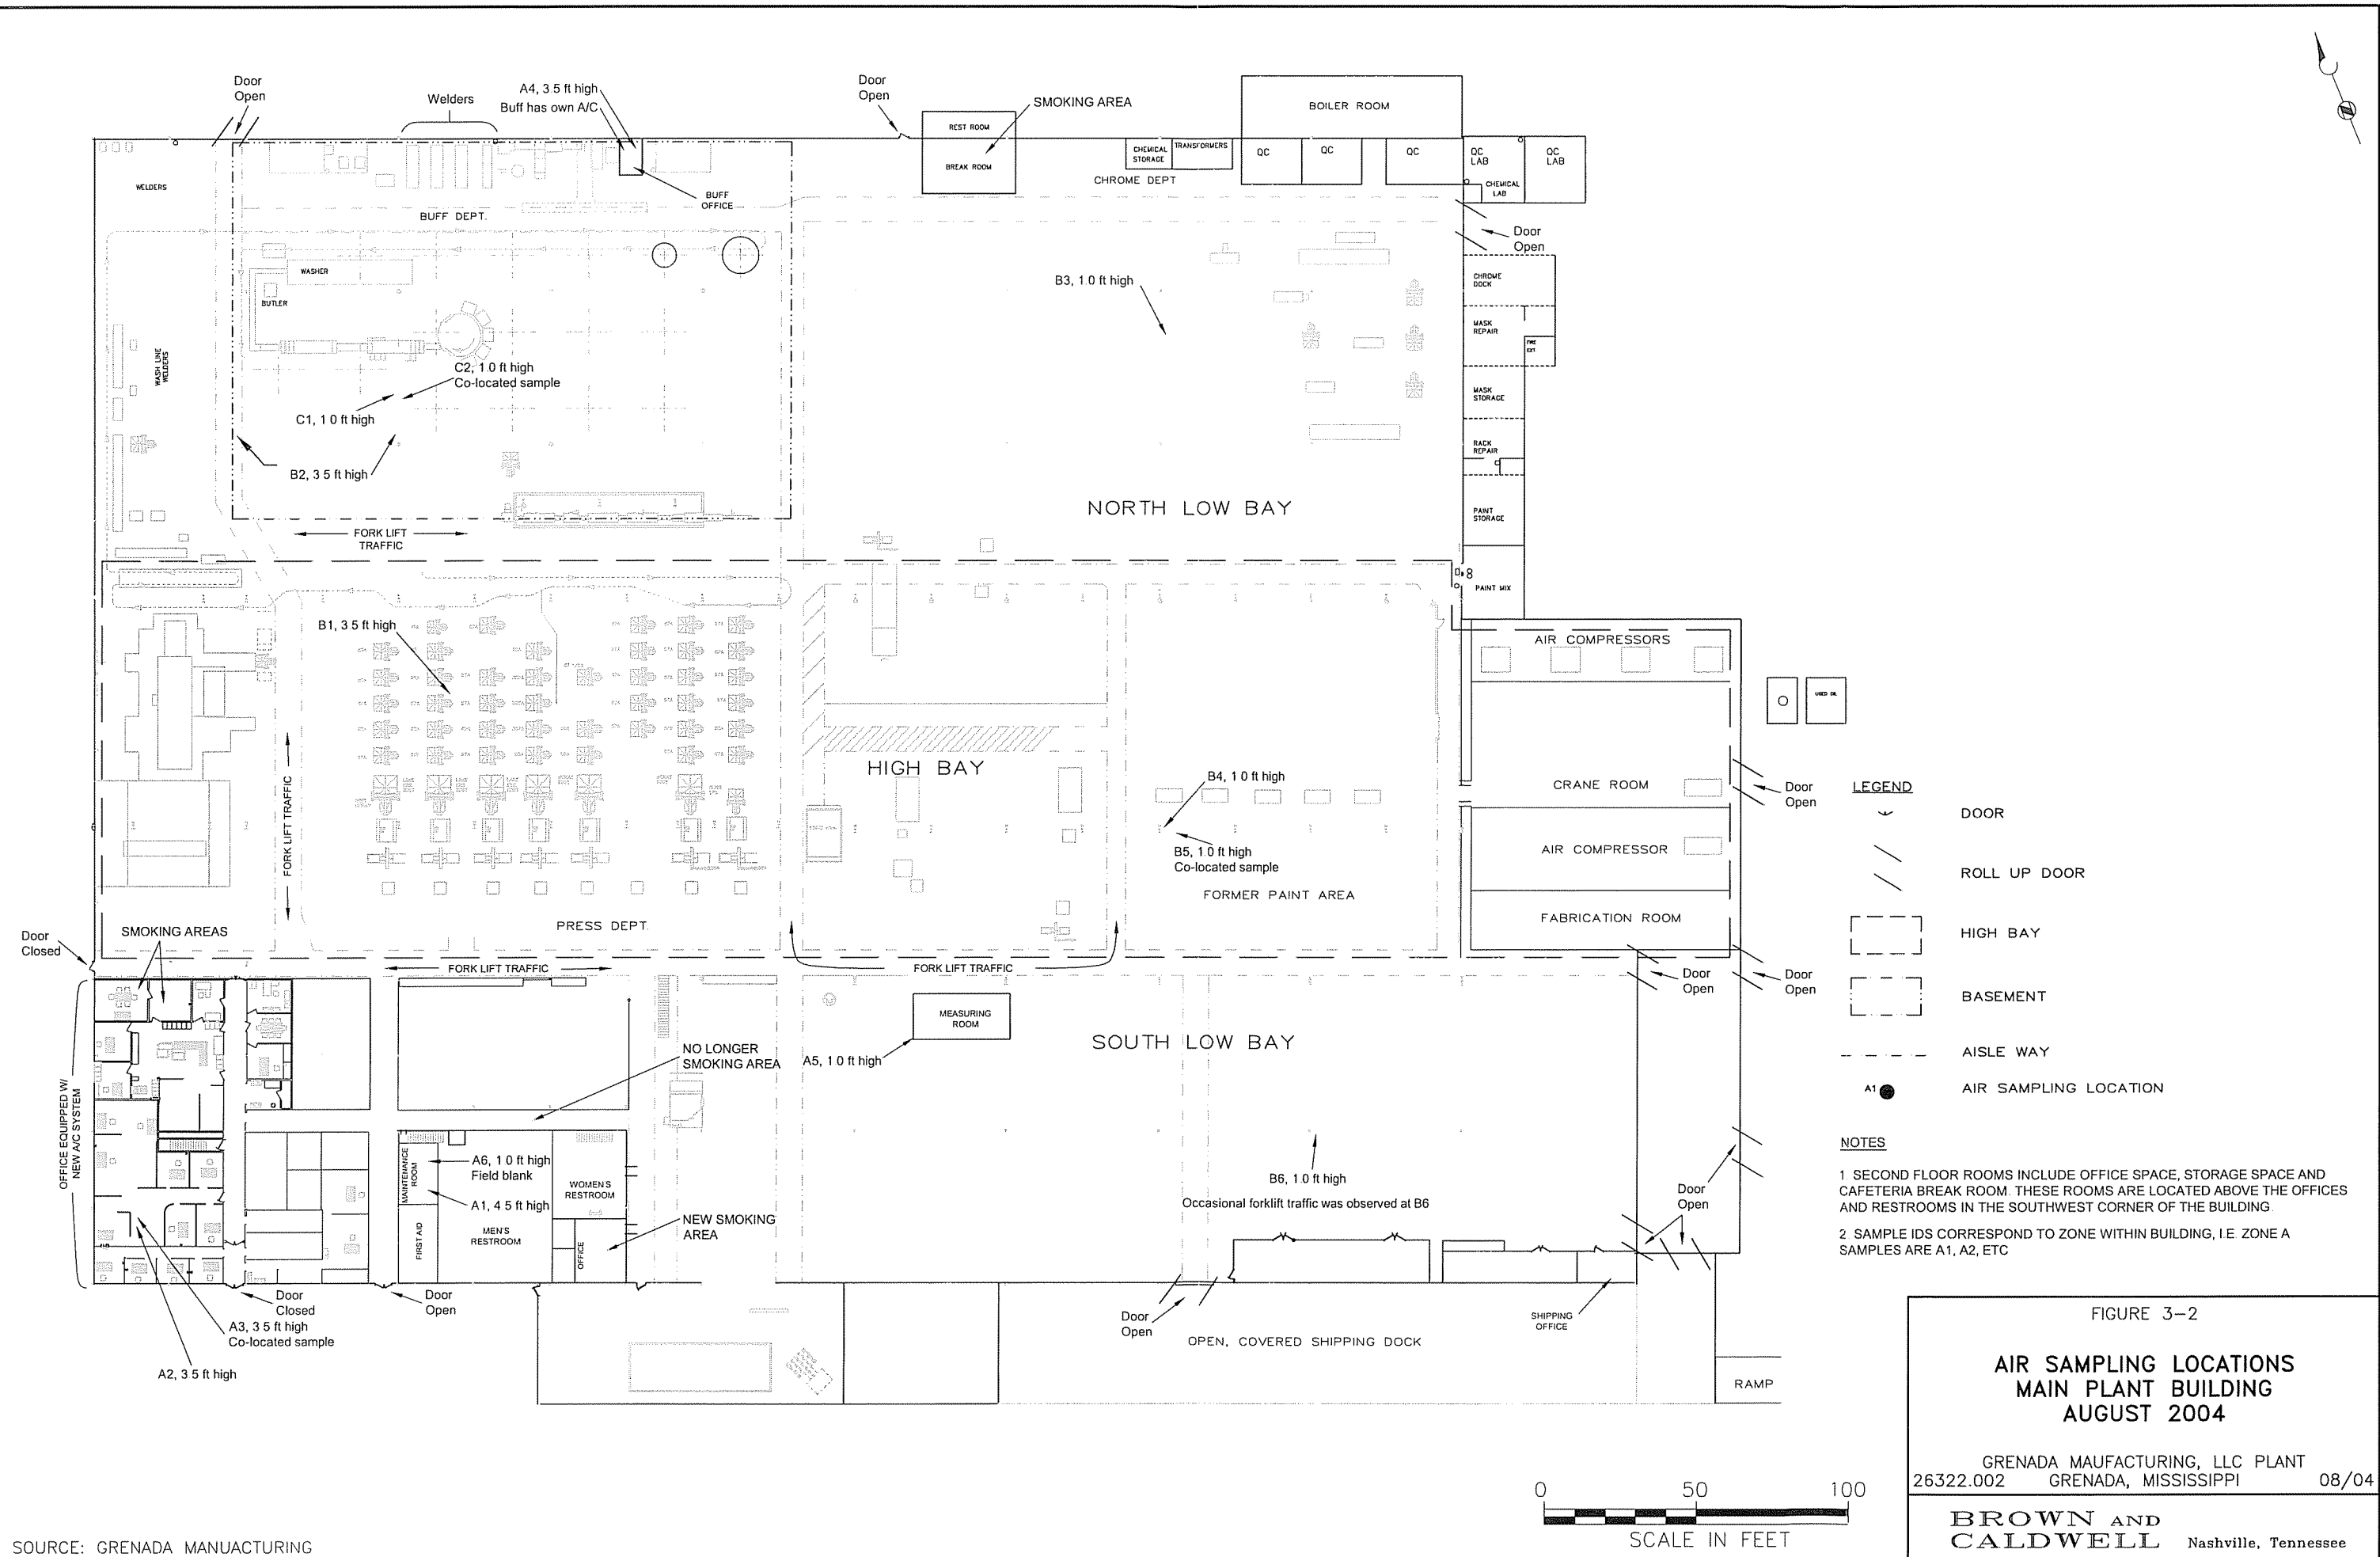 Door
Open
Welders
A4, 3 5 ft high
Buff has own A/C
Door
Open
SMOKING AREA
REST ROOM
BREAK ROOM
BOILER ROOM
CHEMICAL
STORAGE
TRANSFORMERS
CHROME DEPT
QC
QC
QC
QC
LAB
QC
LAB
CHEMICAL
LAB
WELDERS
BUFF DEPT.
BUFF
OFFICE
Door
Open
WASHER
BUTLER
B3, 1 0 ft high
CHROME
DOCK
MASK
REPAIR
FIRE
EXT.
WASH LINE
WELDERS
C2, 1 0 ft high
Co-located sample
C1, 1 0 ft high
MASK
STORAGE
RACK
REPAIR
B2, 3 5 ft high
NORTH LOW BAY
PAINT
STORAGE
FORK LIFT
TRAFFIC
8
PAINT MIX
B1, 3 5 ft high
AIR COMPRESSORS
USED OIL
FORK LIFT TRAFFIC
HIGH BAY
B4, 1 0 ft high
CRANE ROOM
Door
Open
B5, 1 0 ft high
Co-located sample
AIR COMPRESSOR
FORMER PAINT AREA
FABRICATION ROOM
PRESS DEPT.
Door
Closed
SMOKING AREAS
FORK LIFT TRAFFIC
FORK LIFT TRAFFIC
Door
Open
Door
Open
MEASURING
ROOM
SOUTH LOW BAY
A5, 1 0 ft high
NO LONGER
SMOKING AREA
OFFICE EQUIPPED W/
NEW A/C SYSTEM
MAINTENANCE
ROOM
A6, 1 0 ft high
Field blank
A1, 4 5 ft high
WOMEN'S
RESTROOM
MEN'S
RESTROOM
FIRST AID
OFFICE
NEW SMOKING
AREA
B6, 1 0 ft high
Occasional forklift traffic was observed at B6
Door
Open
Door
Closed
Door
Open
A3, 3 5 ft high
Co-located sample
A2, 3 5 ft high
Door
Open
OPEN, COVERED SHIPPING DOCK
SHIPPING
OFFICE
RAMP
LEGEND
DOOR
ROLL UP DOOR
HIGH BAY
BASEMENT
AISLE WAY
A1
AIR SAMPLING LOCATION
NOTES
1 SECOND FLOOR ROOMS INCLUDE OFFICE SPACE, STORAGE SPACE AND
CAFETERIA BREAK ROOM. THESE ROOMS ARE LOCATED ABOVE THE OFFICES
AND RESTROOMS IN THE SOUTHWEST CORNER OF THE BUILDING.
2 SAMPLE IDS CORRESPOND TO ZONE WITHIN BUILDING, I.E. ZONE A
SAMPLES ARE A1, A2, ETC
FIGURE 3-2
AIR SAMPLING LOCATIONS
MAIN PLANT BUILDING
AUGUST 2004
GRENADA MAUFACTURING, LLC PLANT
26322.002 GRENADA, MISSISSIPPI 08/04
BROWN AND
CALDWELL Nashville, Tennessee
0 50 100
SCALE IN FEET
SOURCE: GRENADA MANUACTURING